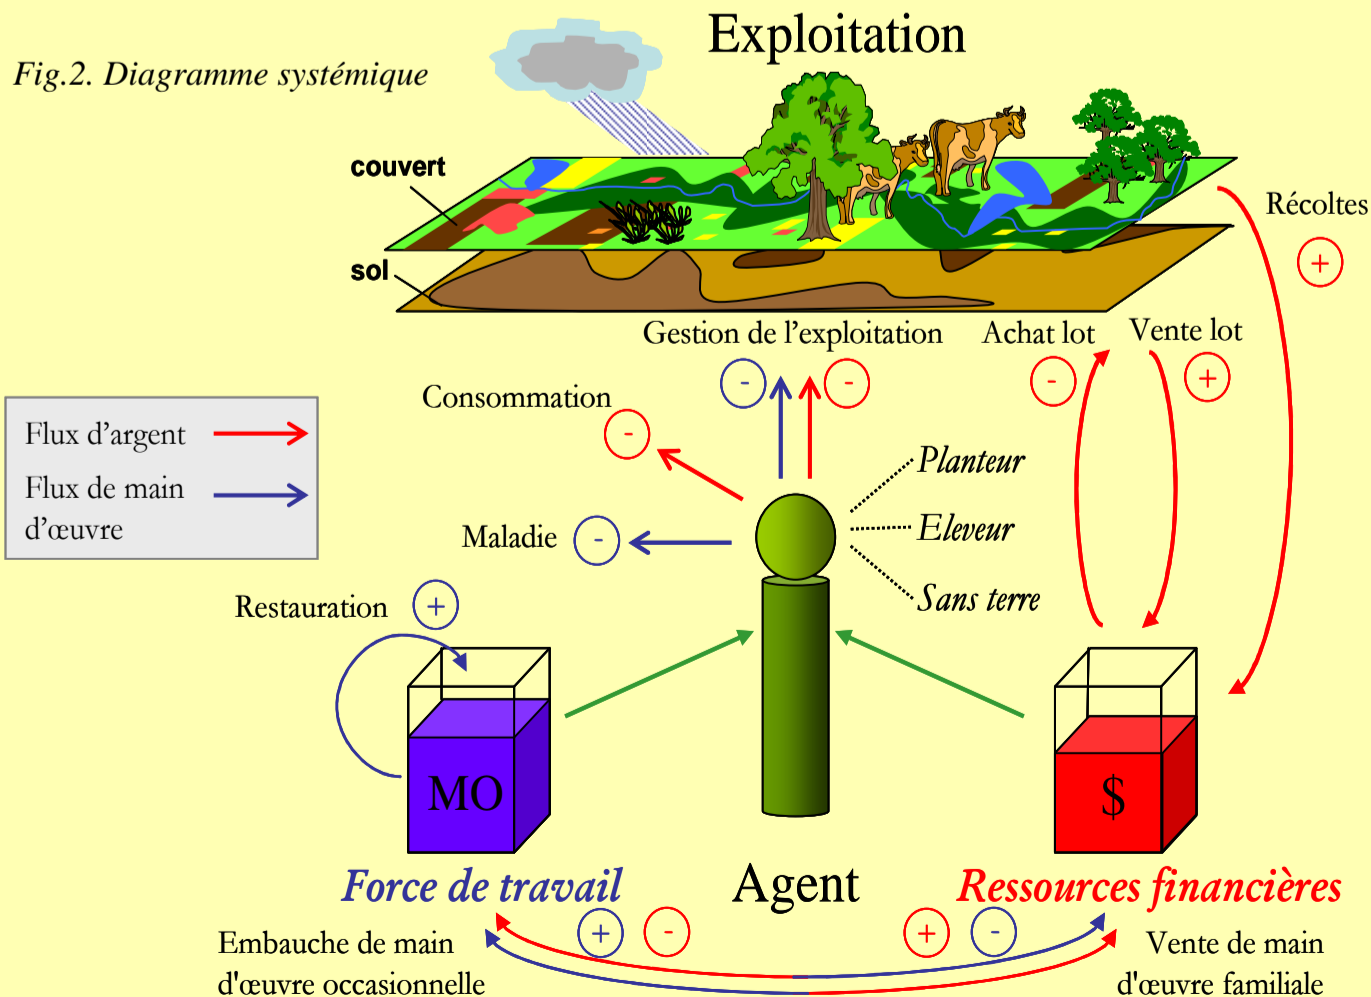 Exploitation
Fig.2. Diagramme systémique
couvert
sol
Récoltes
+
Gestion de l'exploitation
Achat lot
Vente lot
-
-
-
+
Consommation
-
Flux d'argent
Flux de main
d'œuvre
Planteur
Eleveur
Sans terre
Maladie
-
Restauration
+
MO
$
Force de travail
Agent
Ressources financières
+
-
+
-
Embauche de main
d'œuvre occasionnelle
Vente de main
d'œuvre familiale